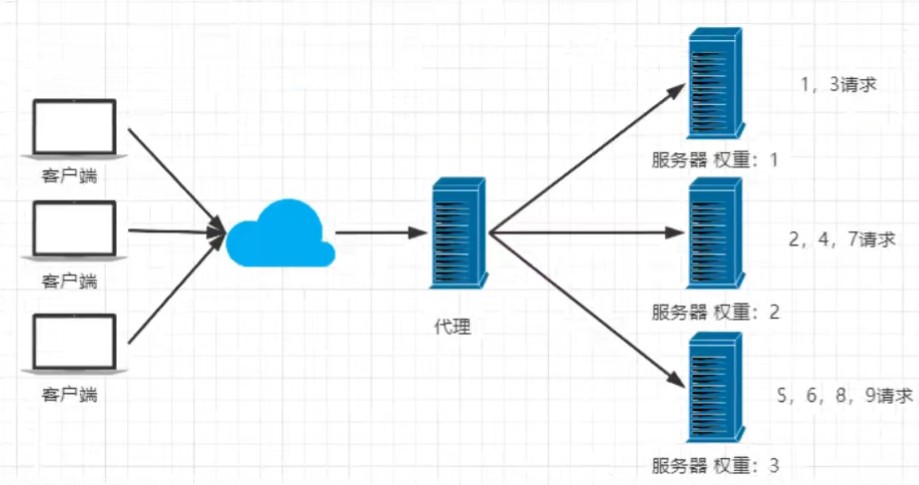 客户端
客户端
客户端
代理
1，3请求
服务器 权重：1
2，4，7请求
服务器 权重：2
5，6，8，9请求
服务器 权重：3